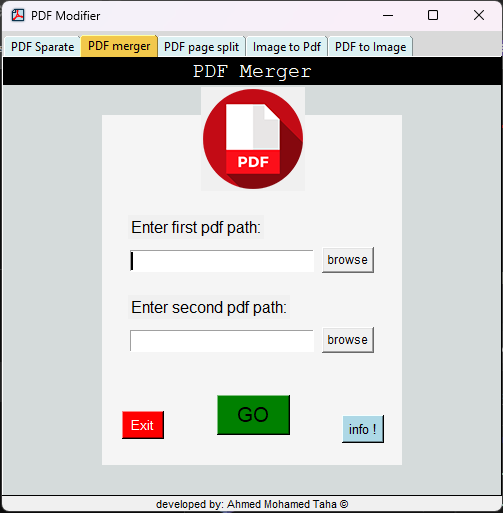 PDF Modifier
PDF Sparate PDF merger PDF page split Image to Pdf PDF to Image
PDF Merger
PDF
Enter first pdf path:
browse
Enter second pdf path:
browse
Exit GO info !
developed by: Ahmed Mohamed Taha ©